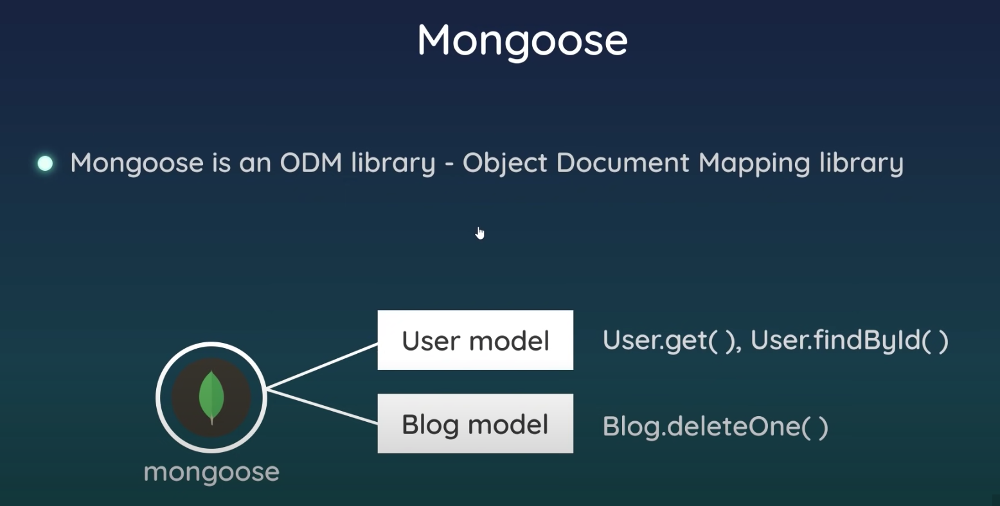 Mongoose
Mongoose is an ODM library - Object Document Mapping library
User model
User.get( ), User.findById( )
Blog model
Blog.deleteOne( )
mongoose